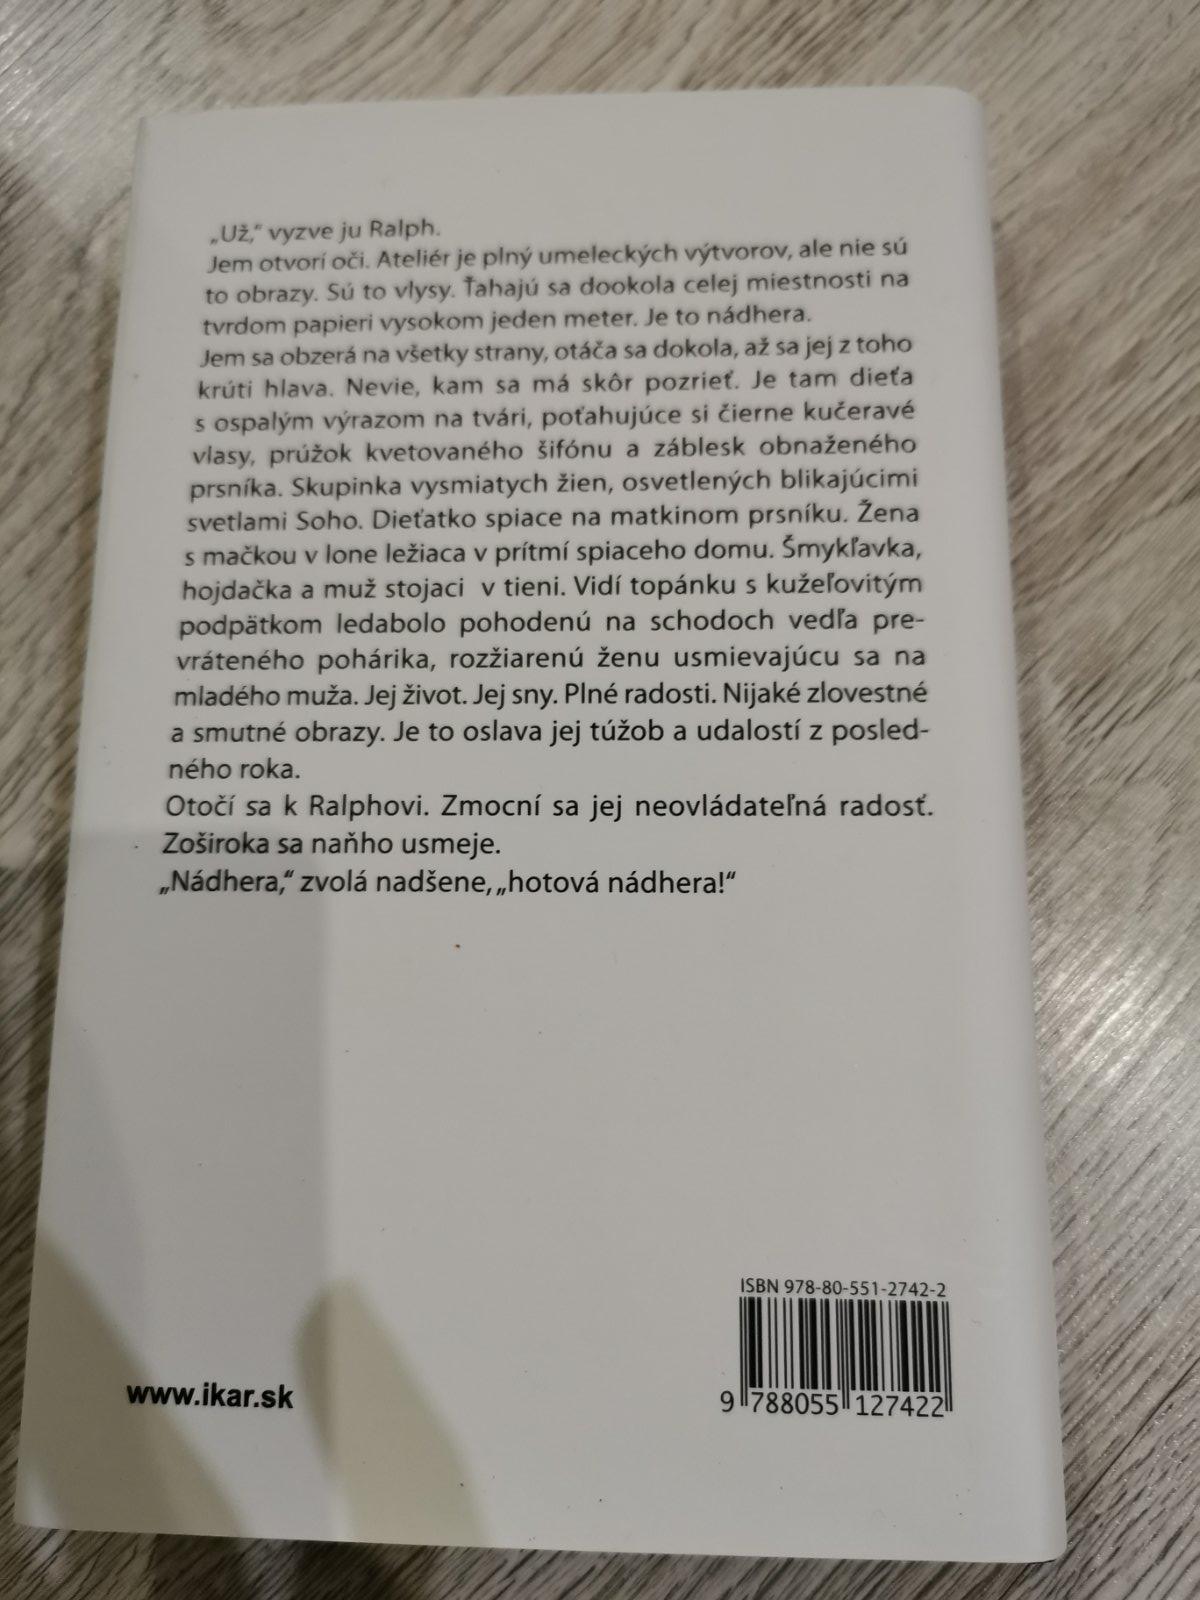 „Už,“ vyzve ju Ralph.
Jem otvorí oči. Ateliér je plný umeleckých výtvorov, ale nie sú
to obrazy. Sú to vlysy. Ťahajú sa dookola celej miestnosti na
tvrdom papieri vysokom jeden meter. Je to nádhera.
Jem sa obzerá na všetky strany, otáča sa dokola, až sa jej z toho
krúti hlava. Nevie, kam sa má skôr pozrieť. Je tam dieťa
s ospalým výrazom na tvári, poťahujúce si čierne kučeravé
vlasy, prúžok kvetovaného šifónu a záblesk obnaženého
prsníka. Skupinka vysmiatych žien, osvetlených blikajúcimi
svetlami Soho. Dieťatko spiace na matkinom prsníku. Žena
s mačkou v lone ležiaca v prítmí spiaceho domu. Šmykľavka,
hojdačka a muž stojaci v tieni. Vidí topánku s kužeľovitým
podpätkom ledabolo pohodenú na schodoch vedľa pre-
vráteného pohárika, rozžiarenú ženu usmievajúcu sa na
mladého muža. Jej život. Jej sny. Plné radosti. Nijaké zlovestné
a smutné obrazy. Je to oslava jej túžob a udalostí z posled-
ného roka.
Otočí sa k Ralphovi. Zmocní sa jej neovládateľná radosť.
Zoširoka sa naňho usmeje.
„Nádhera,“ zvolá nadšene, „hotová nádhera!“
ISBN 978-80-551-2742-2
www.ikar.sk
9 788055 127422